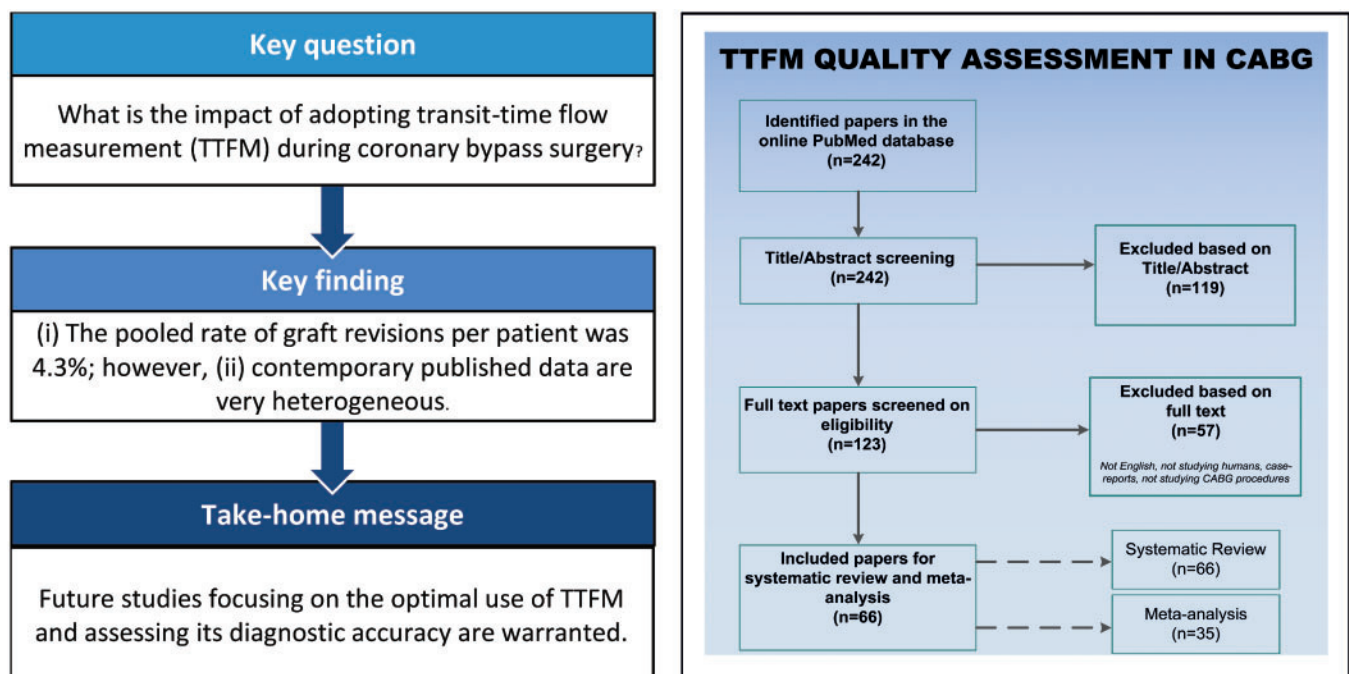 Key question
What is the impact of adopting transit-time flow
measurement (TTFM) during coronary bypass surgery?
Key finding
(i) The pooled rate of graft revisions per patient was
4.3%; however, (ii) contemporary published data are
very heterogeneous.
Take-home message
Future studies focusing on the optimal use of TTFM
and assessing its diagnostic accuracy are warranted.
TTFM QUALITY ASSESSMENT IN CABG
Identified papers in the
online PubMed database
(n=242)
Title/Abstract screening
(n=242)
Excluded based on
Title/Abstract
(n=119)
Full text papers screened on
eligibility
(n=123)
Excluded based on
full text
(n=57)
Not English, not studying humans, case-
reports, not studying CABG procedures
Included papers for
systematic review and meta-
analysis
(n=66)
Systematic Review
(n=66)
Meta-analysis
(n=35)